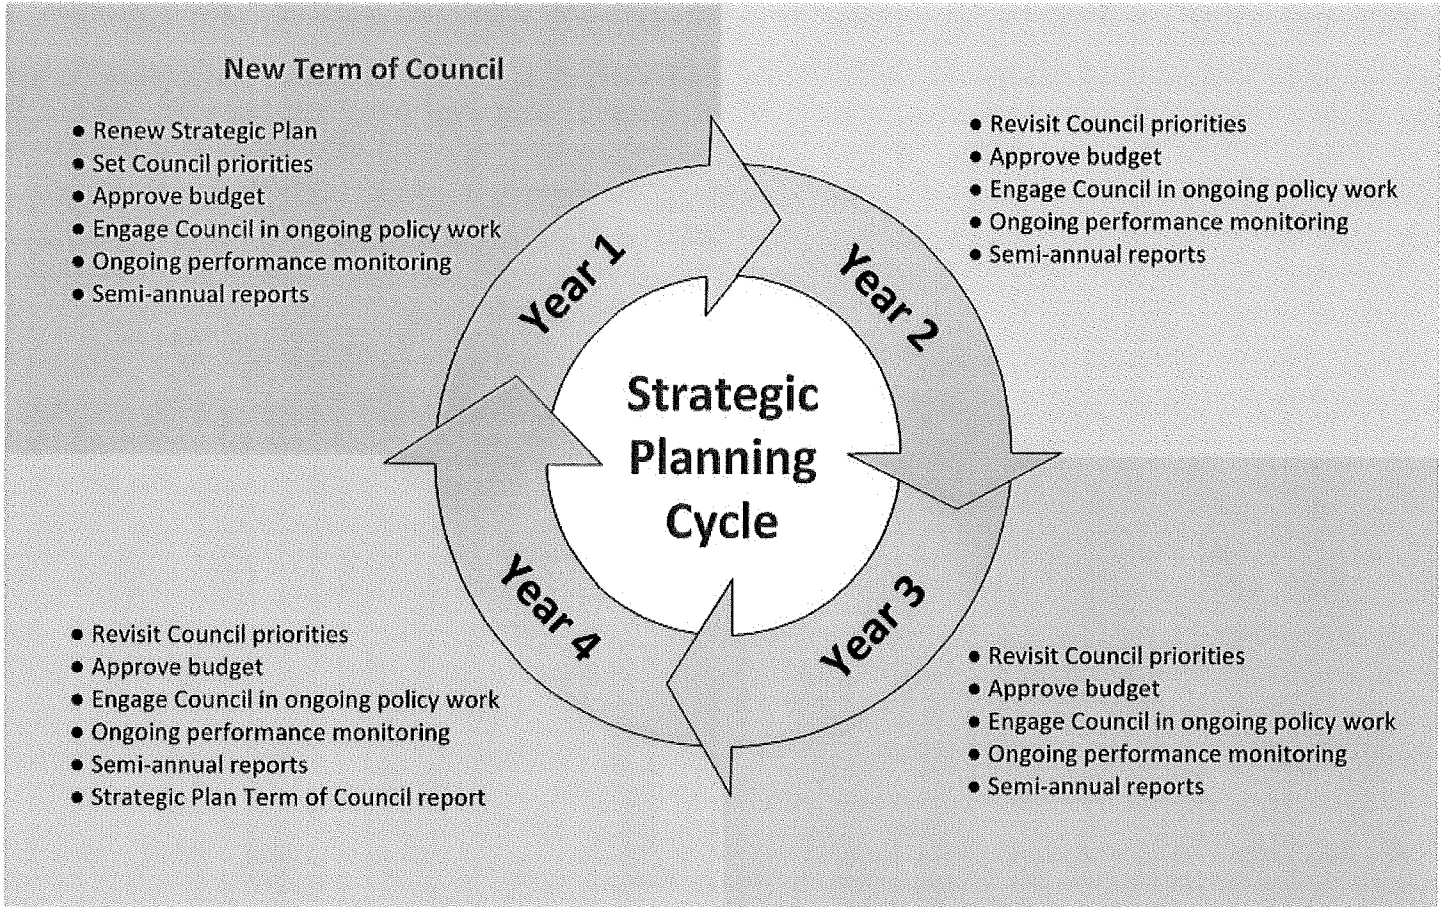 New Term of Council
● Renew Strategic Plan
● Set Council priorities
● Approve budget
● Engage Council in ongoing policy work
● Ongoing performance monitoring
● Semi-annual reports
● Revisit Council priorities
● Approve budget
● Engage Council in ongoing policy work
● Ongoing performance monitoring
● Semi-annual reports
Year 1
Year 2
Strategic
Planning
Cycle
Year 4
Year 3
● Revisit Council priorities
● Approve budget
● Engage Council in ongoing policy work
● Ongoing performance monitoring
● Semi-annual reports
● Strategic Plan Term of Council report
● Revisit Council priorities
● Approve budget
● Engage Council in ongoing policy work
● Ongoing performance monitoring
● Semi-annual reports